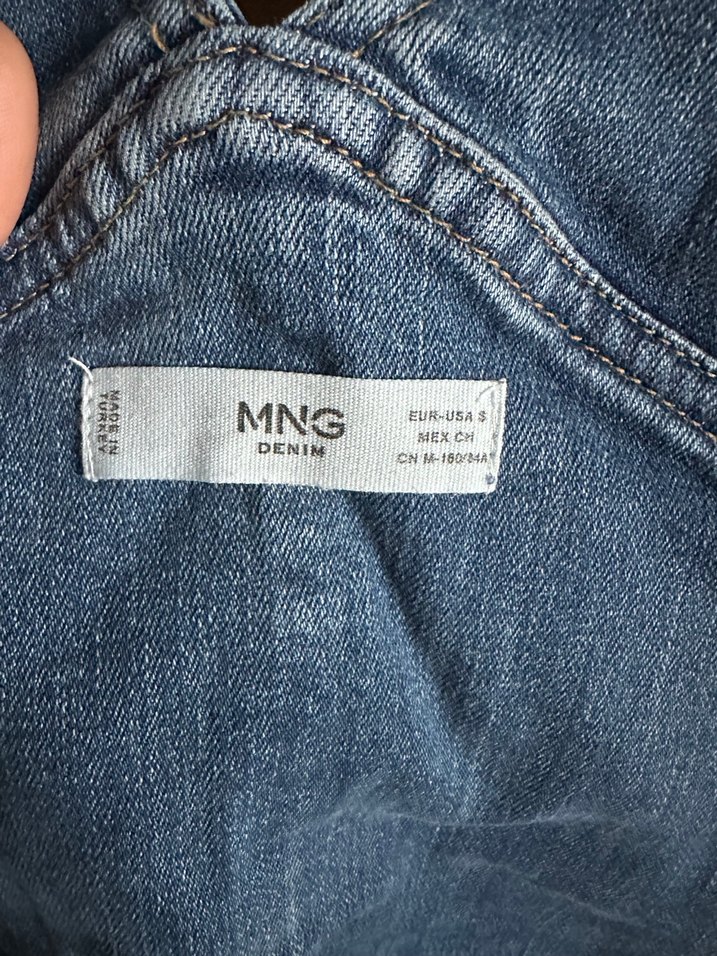 MADE IN
TURKEY
MNG
DENIM
EUR-USA S
MEX CH
CN M-160/84A